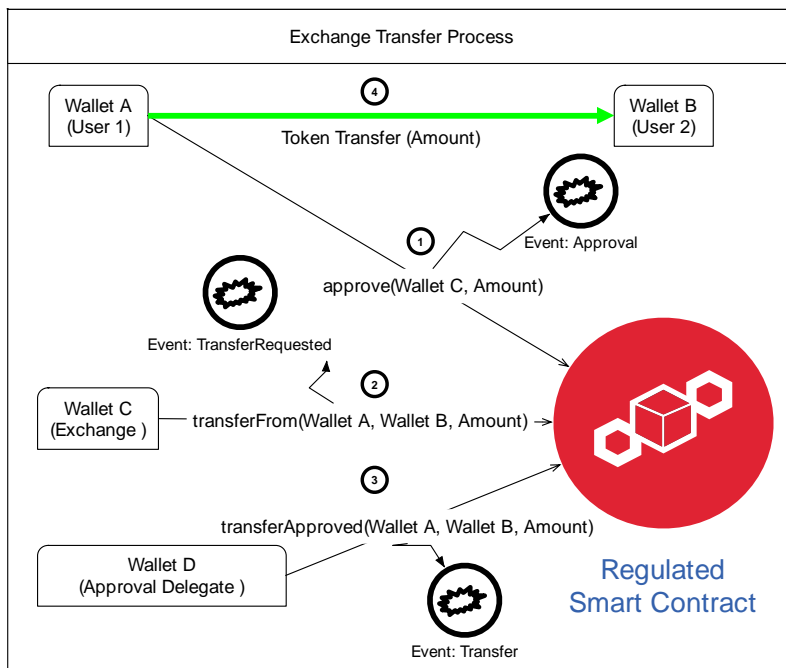 Exchange Transfer Process
4
Wallet A
(User 1)
Wallet B
(User 2)
Token Transfer (Amount)
1
Event: Approval
approve(Wallet C, Amount)
Event: TransferRequested
2
Wallet C
(Exchange )
transferFrom(Wallet A, Wallet B, Amount)
3
transferApproved(Wallet A, Wallet B, Amount)
Wallet D
(Approval Delegate )
Regulated
Smart Contract
Event: Transfer